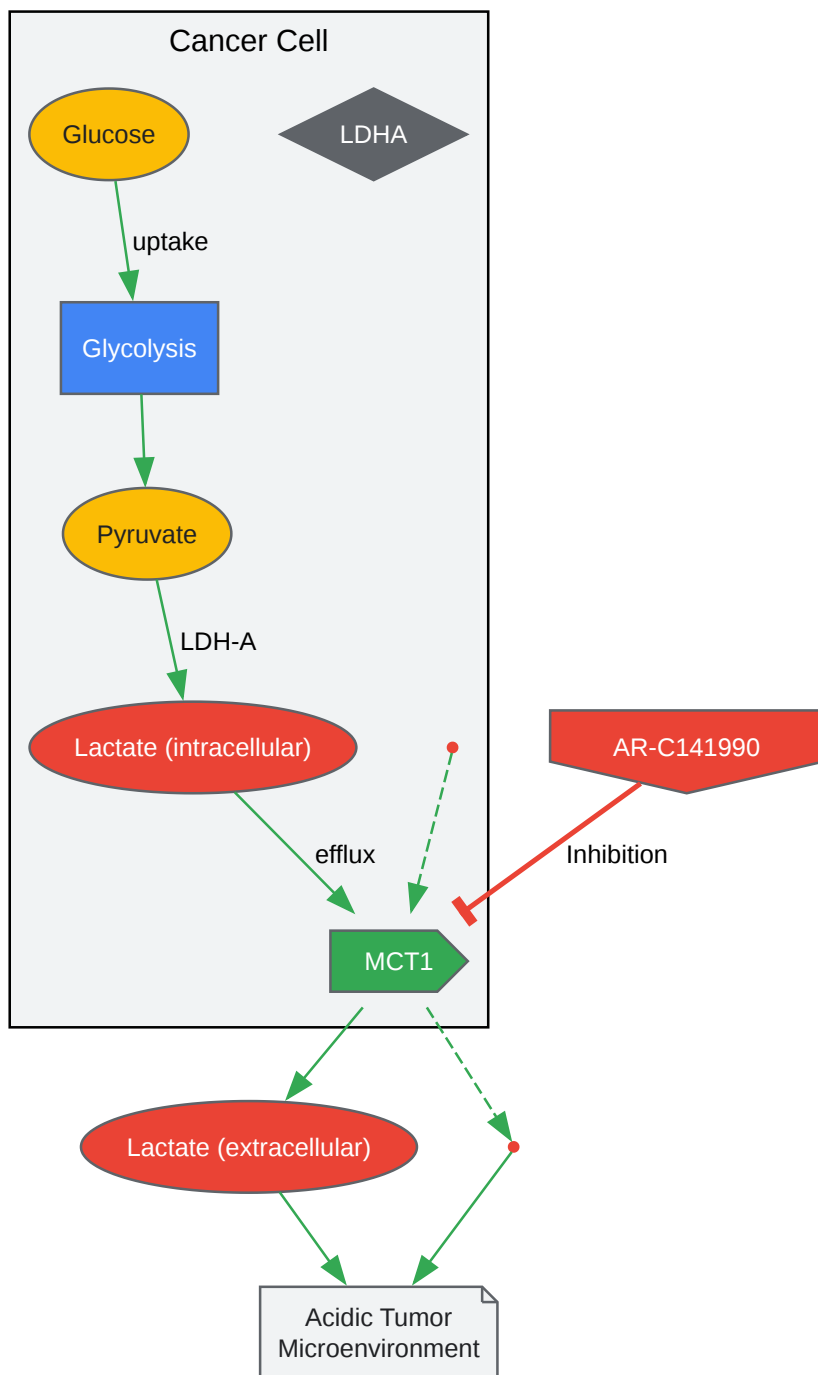 Cancer Cell
Glucose
LDHA
uptake
Glycolysis
Pyruvate
LDH-A
Lactate (intracellular)
AR-C141990
efflux
Inhibition
MCT1
Lactate (extracellular)
Acidic Tumor
Microenvironment